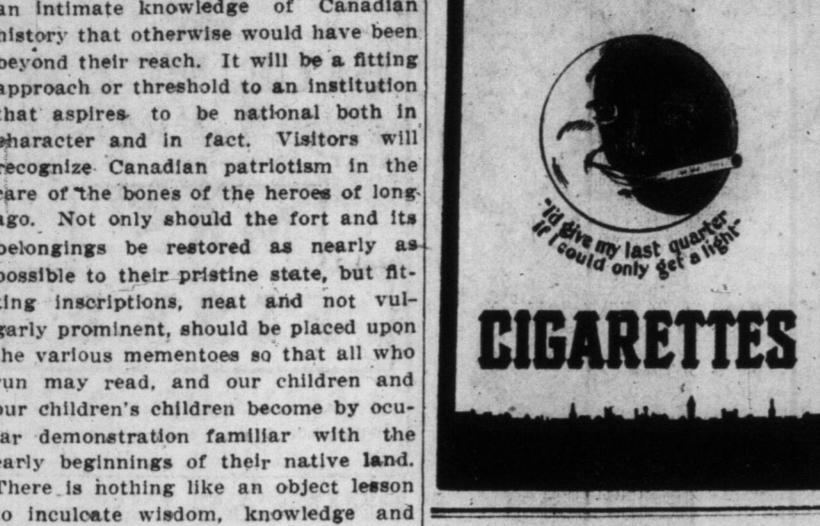 an intimate knowledge of Canadian
history that otherwise would have been
beyond their reach. It will be a fitting
approach or threshold to an institution
that aspires to be national both in
character and in fact. Visitors will
recognize Canadian patriotism in the
care of the bones of the heroes of long
ago. Not only should the fort and its
belongings be restored as nearly as
possible to their pristine state, but fit-
ting inscriptions, neat and not vul-
garly prominent, should be placed upon
the various mementoes so that all who
run may read, and our children and
our children's children become by ocu-
lar demonstration familiar with the
early beginnings of their native land.
There is nothing like an object lesson
to inculcate wisdom, knowledge and
"I'd give my last quarter
if I could only get a light"
CIGARETTES